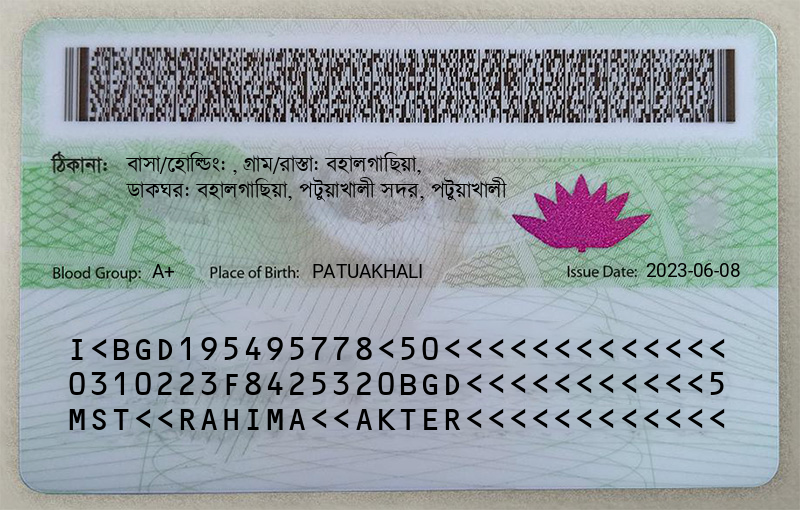 ঠিকানা: বাসা/হোল্ডিং: , গ্রাম/রাস্তা: বহালগাছিয়া,
ডাকঘর: বহালগাছিয়া, পটুয়াখালী সদর, পটুয়াখালী
Blood Group: A+ Place of Birth: PATUAKHALI Issue Date: 2023-06-08
I<BGD195495778<50<<<<<<<<<<<<<
0310223F8425320BGD<<<<<<<<<<<5
MST<<RAHIMA<<AKTER<<<<<<<<<<<<